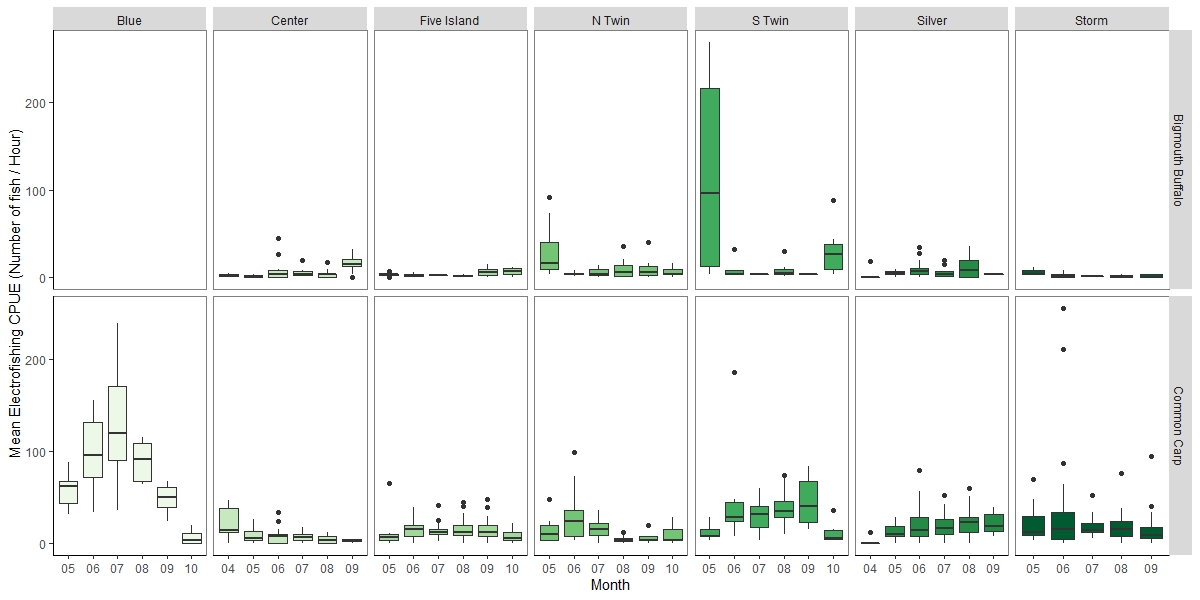 Blue Center Five Island N Twin S Twin Silver Storm
Mean Electrofishing CPUE (Number of fish / Hour)
200
100
0
Bigmouth Buffalo
200
100
0
Common Carp
05 06 07 08 09 10 04 05 06 07 08 09 05 06 07 08 09 10 05 06 07 08 09 10 05 06 07 08 09 10 04 05 06 07 08 09 05 06 07 08 09
Month